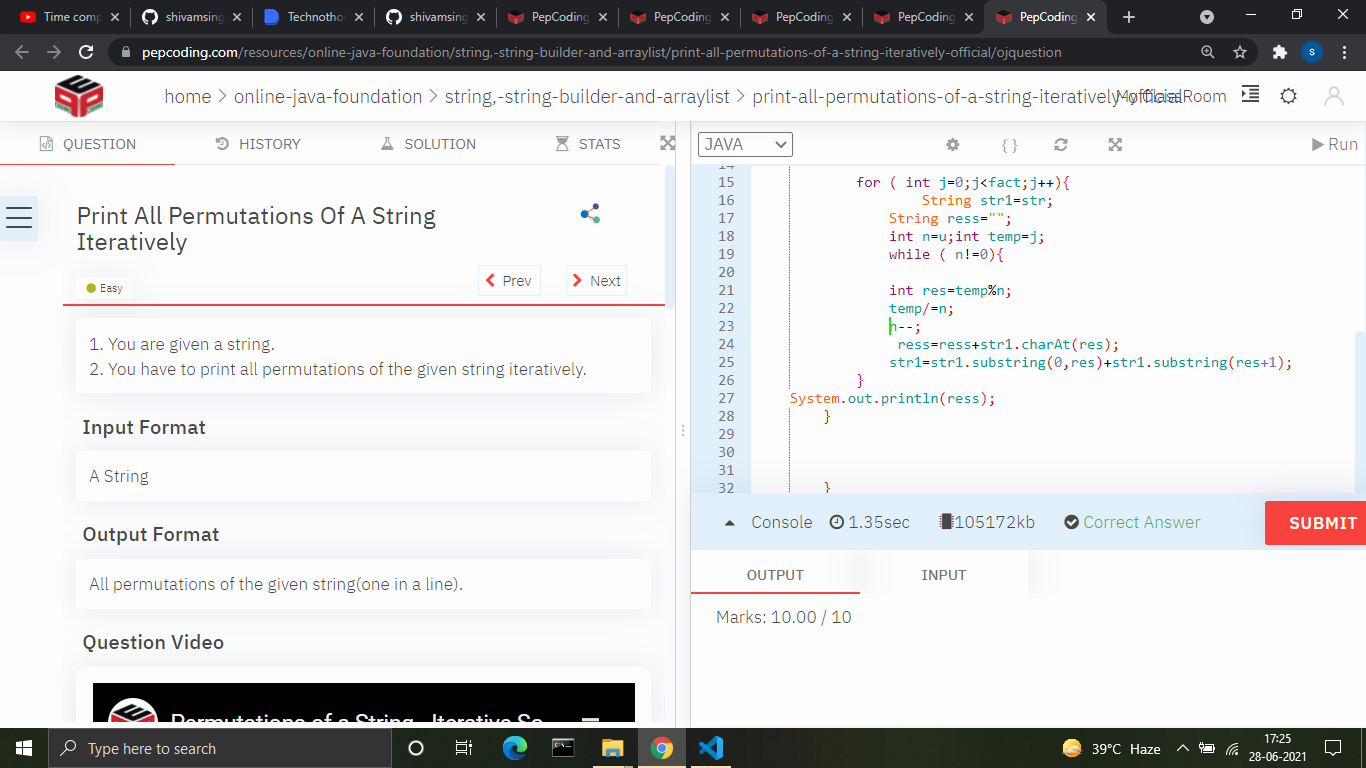 Time comp
shivamsing
Technothon
shivamsing
PepCoding
PepCoding
PepCoding
PepCoding
PepCoding
pepcoding.com/resources/online-java-foundation/string,-string-builder-and-arraylist/print-all-permutations-of-a-string-iteratively-official/ojquestion
S
home > online-java-foundation > string,-string-builder-and-arraylist > print-all-permutations-of-a-string-iteratively-official
My ClassRoom
QUESTION HISTORY SOLUTION STATS
Print All Permutations Of A String
Iteratively
Easy
Prev Next
1. You are given a string.
2. You have to print all permutations of the given string iteratively.
Input Format
A String
Output Format
All permutations of the given string(one in a line).
Question Video
Permutations of a String - Iterative So
JAVA { } Run
14
15 for ( int j=0;j<fact;j++){
16 String str1=str;
17 String ress="";
18 int n=u;int temp=j;
19 while ( n!=0){
20
21 int res=temp%n;
22 temp/=n;
23 n--;
24 ress=ress+str1.charAt(res);
25 str1=str1.substring(0,res)+str1.substring(res+1);
26 }
27 System.out.println(ress);
28 }
29
30
31
32 }
Console 1.35sec 105172kb Correct Answer SUBMIT
OUTPUT INPUT
Marks: 10.00 / 10
Type here to search
39°C Haze
17:25
28-06-2021